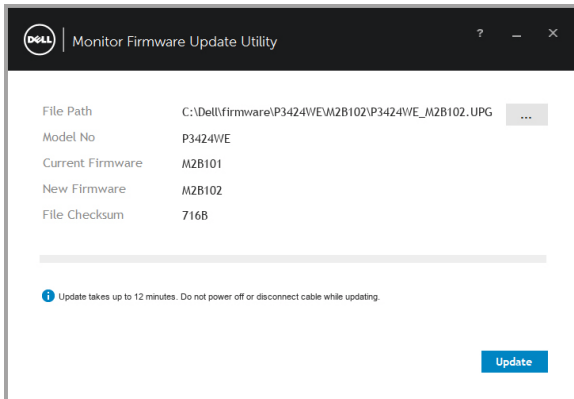 DELL Monitor Firmware Update Utility ? _ ×
File Path C:\Dell\firmware\P3424WE\M2B102\P3424WE_M2B102.UPG ...
Model No P3424WE
Current Firmware M2B101
New Firmware M2B102
File Checksum 716B
Update takes up to 12 minutes. Do not power off or disconnect cable while updating.
Update